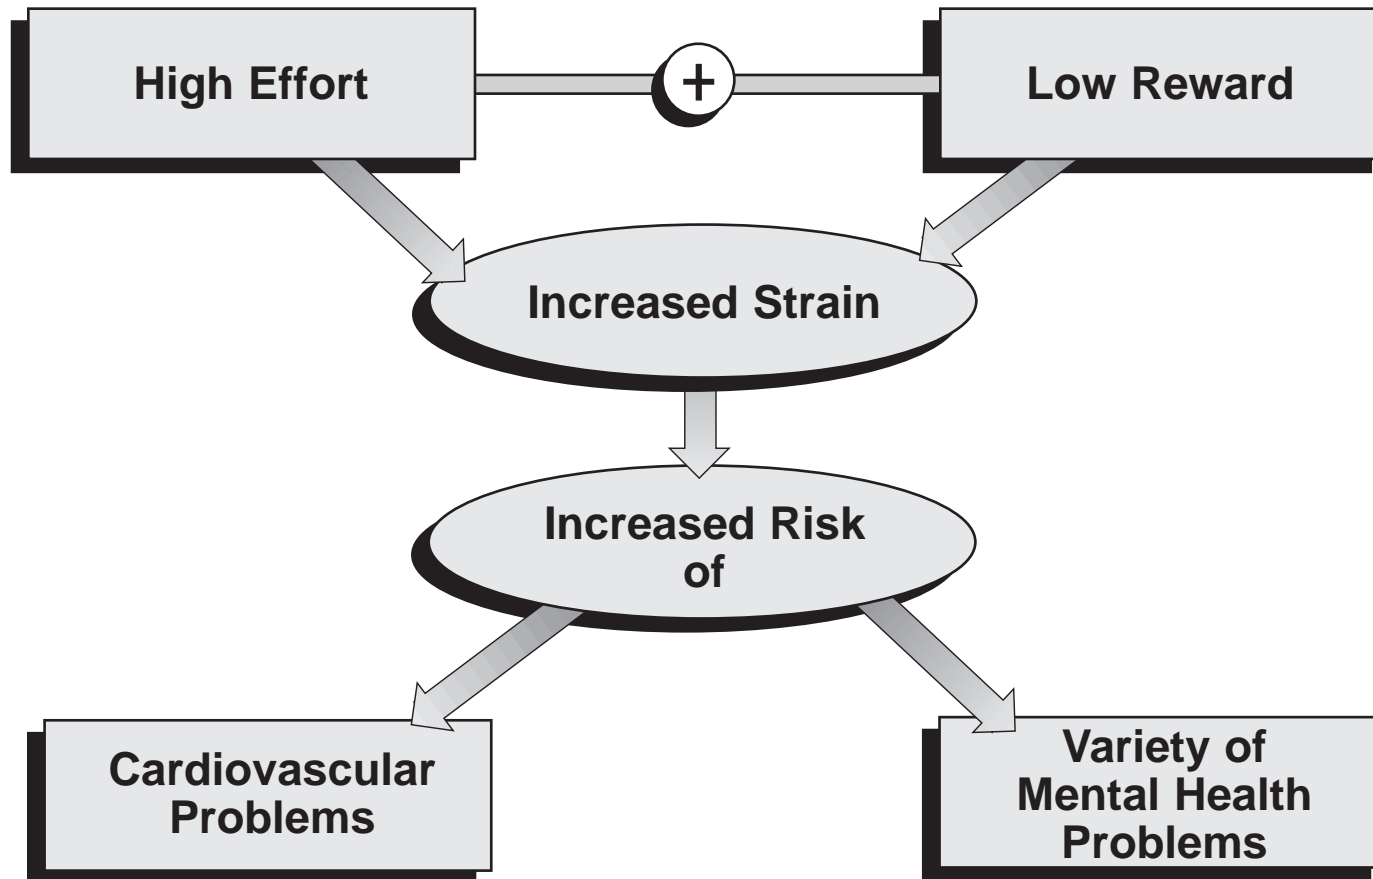 High Effort
+
Low Reward
Increased Strain
Increased Risk
of
Cardiovascular
Problems
Variety of
Mental Health
Problems